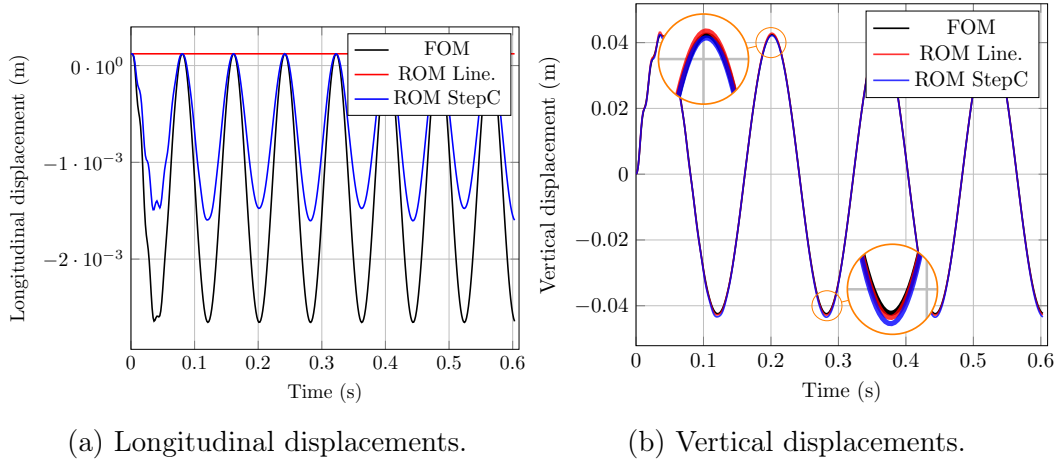 FOM
ROM Line.
ROM StepC
0 · 10⁰
−1 · 10⁻³
−2 · 10⁻³
Longitudinal displacement (m)
0 0.1 0.2 0.3 0.4 0.5 0.6
Time (s)
(a) Longitudinal displacements.
FOM
ROM Line.
ROM StepC
0.04
0.02
0
−0.02
−0.04
Vertical displacement (m)
0 0.1 0.2 0.3 0.4 0.5 0.6
Time (s)
(b) Vertical displacements.